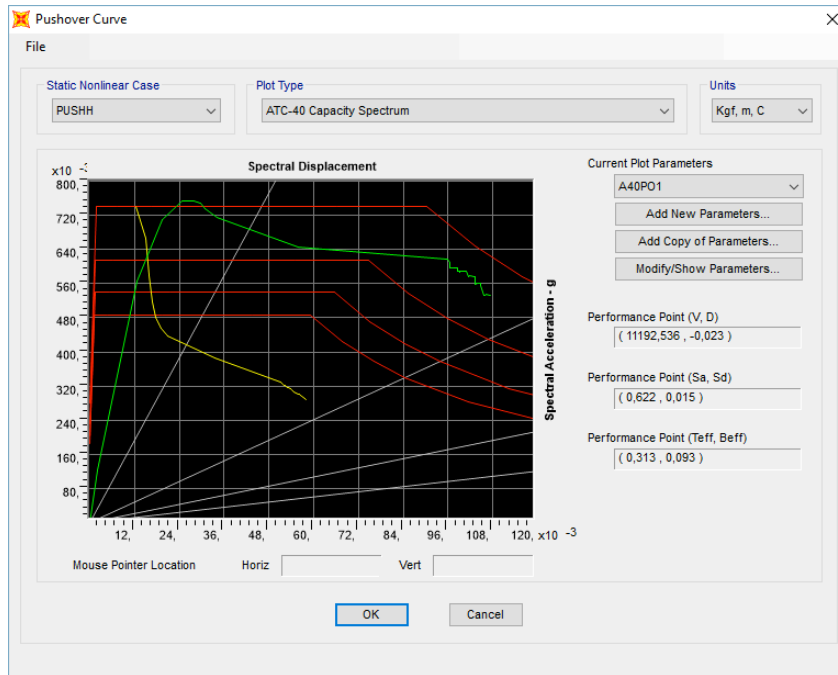 Pushover Curve
File
Static Nonlinear Case
Plot Type
Units
PUSHH
ATC-40 Capacity Spectrum
Kgf, m, C
x10 -3
Spectral Displacement
800,
720,
640,
560,
480,
400,
320,
240,
160,
80,
12, 24, 36, 48, 60, 72, 84, 96, 108, 120, x10 -3
Spectral Acceleration - g
Mouse Pointer Location Horiz Vert
Current Plot Parameters
A40PO1
Add New Parameters...
Add Copy of Parameters...
Modify/Show Parameters...
Performance Point (V, D)
( 11192,536 , -0,023 )
Performance Point (Sa, Sd)
( 0,622 , 0,015 )
Performance Point (Teff, Beff)
( 0,313 , 0,093 )
OK
Cancel